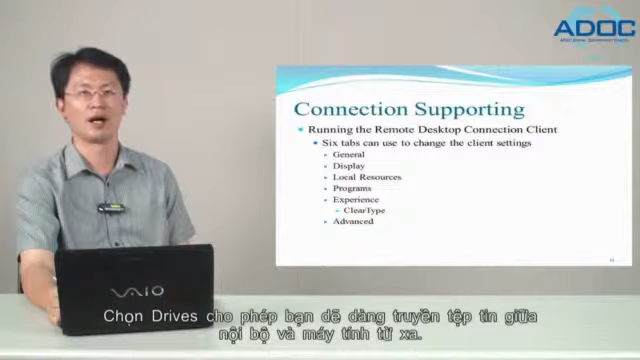 ADOC
Connection Supporting
Running the Remote Desktop Connection Client
Six tabs can use to change the client settings
General
Display
Local Resources
Programs
Experience
ClearType
Advanced
VAIO
Chọn Drives cho phép bạn dể dàng truyền tệp tin giữa
nội bộ và máy tính từ xa.